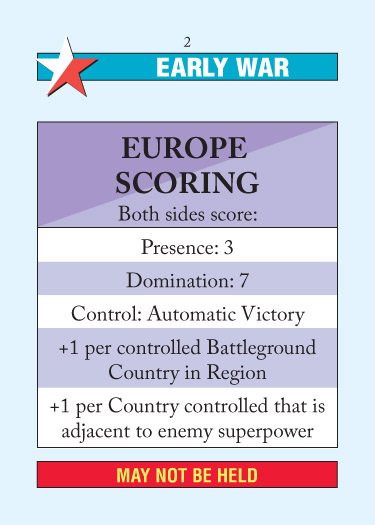 2
EARLY WAR
EUROPE
SCORING
Both sides score:
Presence: 3
Domination: 7
Control: Automatic Victory
+1 per controlled Battleground
Country in Region
+1 per Country controlled that is
adjacent to enemy superpower
MAY NOT BE HELD